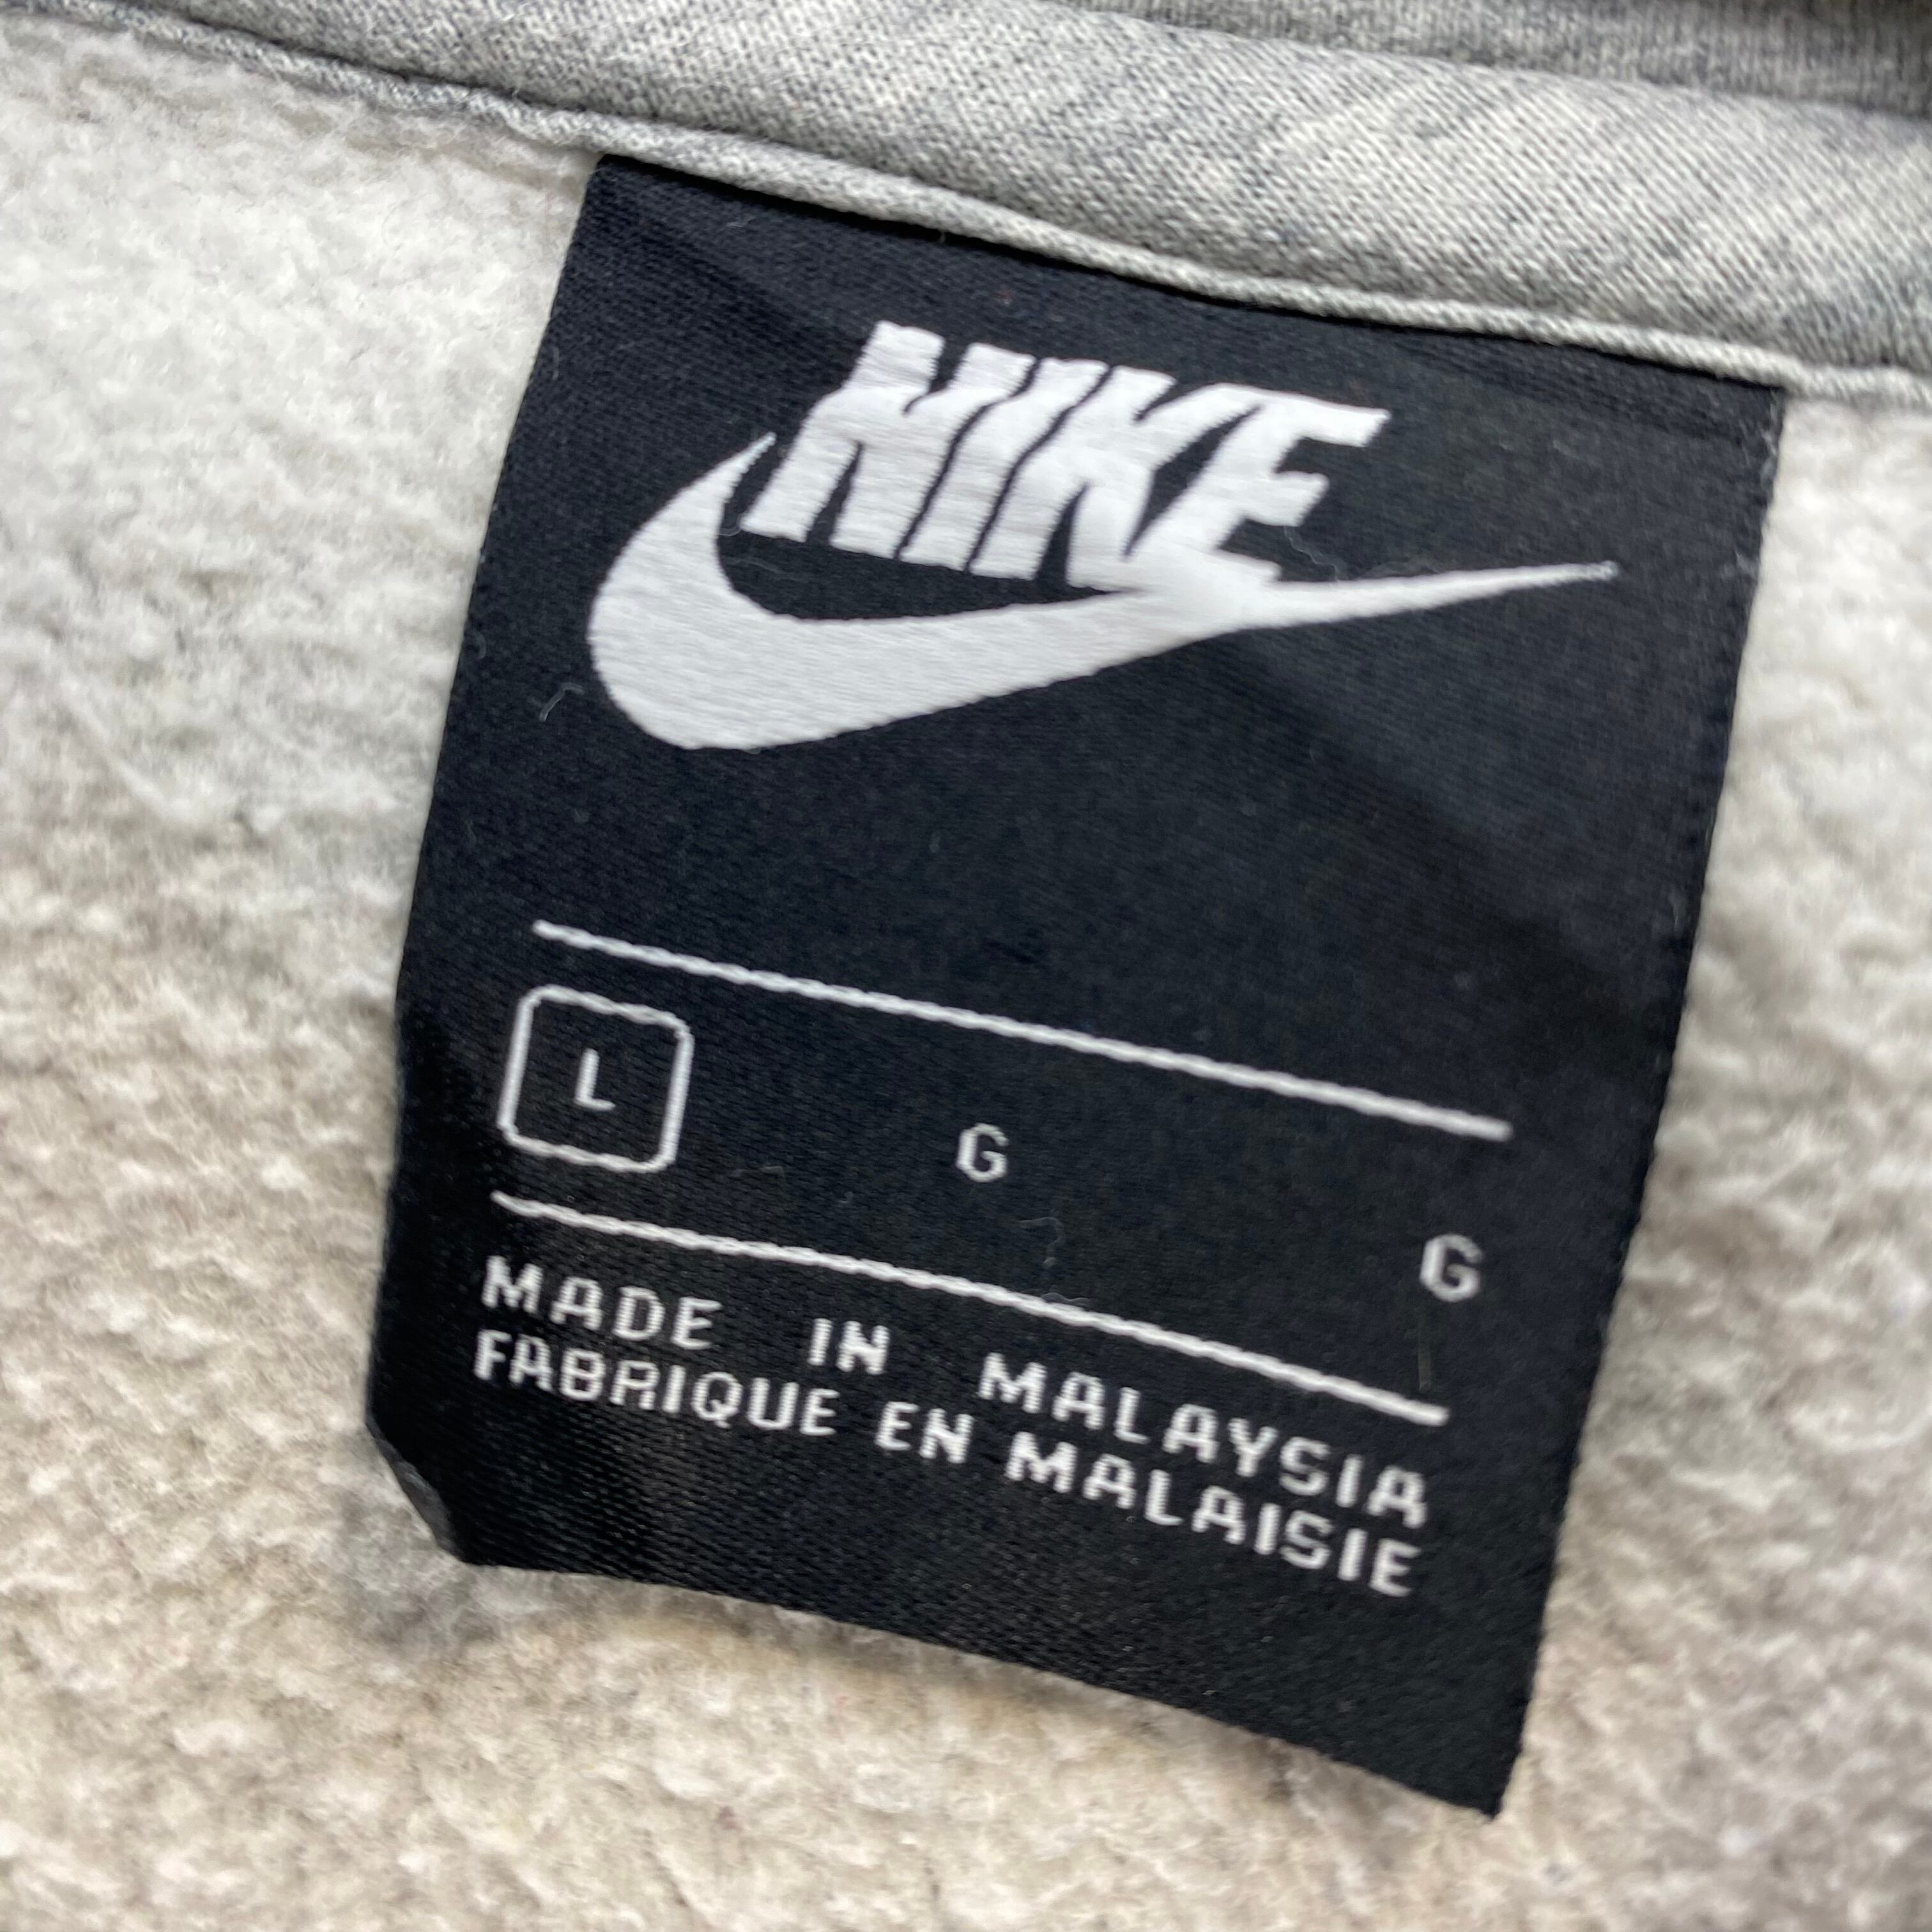 NIKE
L G G
MADE IN MALAYSIA
FABRIQUE EN MALAISIE